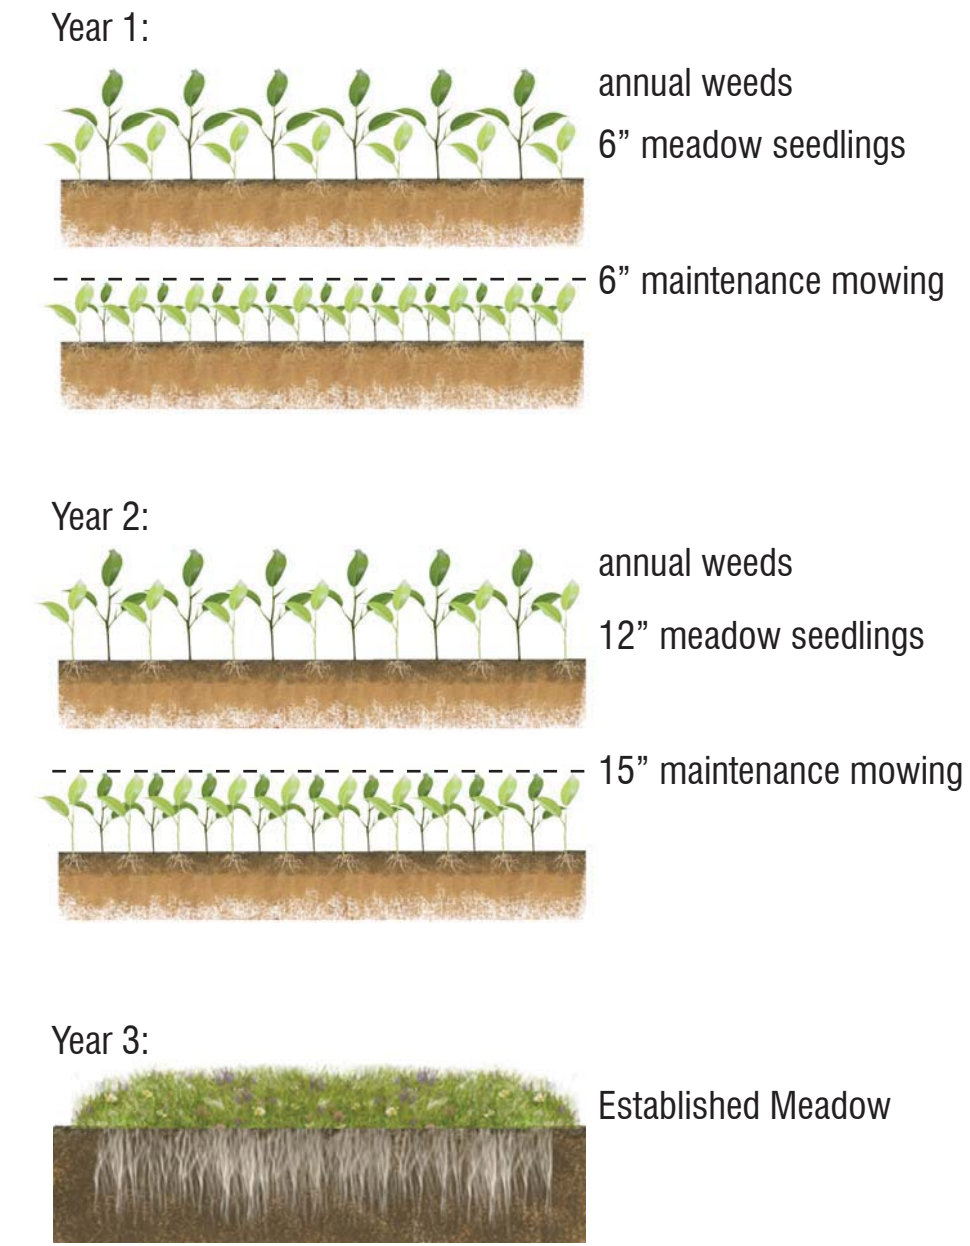 Year 1:
annual weeds
6” meadow seedlings
6” maintenance mowing
Year 2:
annual weeds
12” meadow seedlings
15” maintenance mowing
Year 3:
Established Meadow